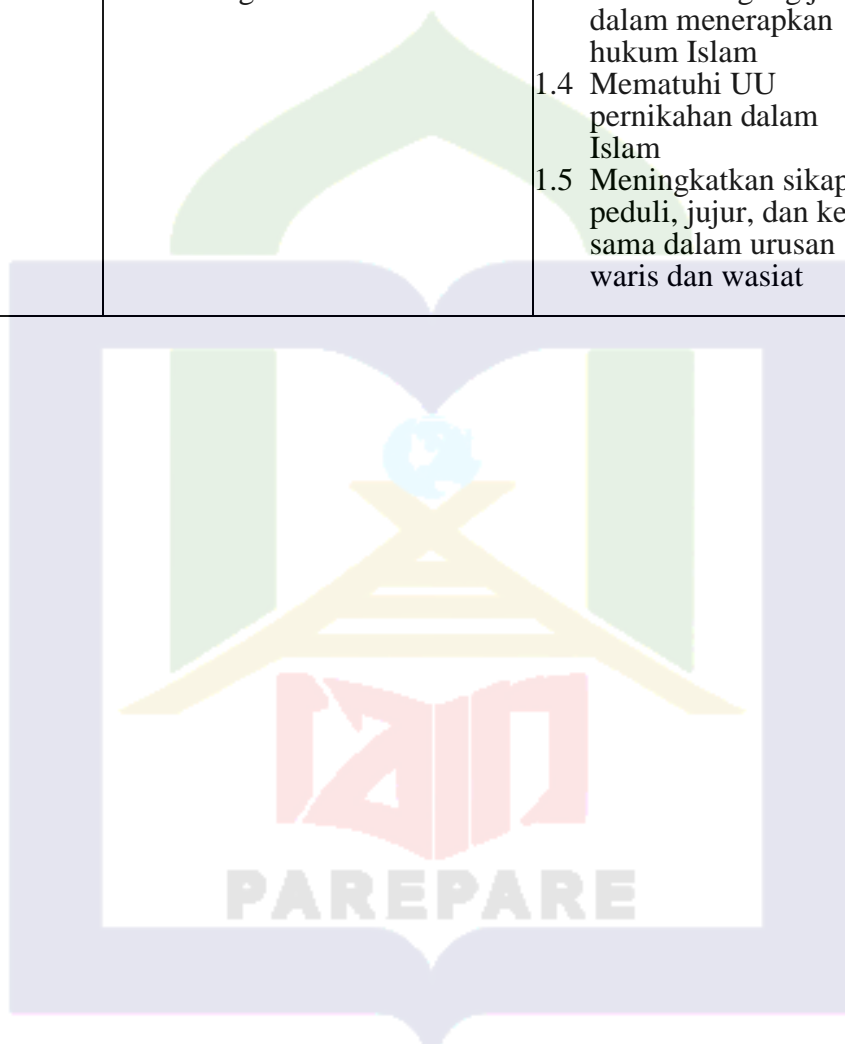 dalam menerapkan
hukum Islam
1.4 Mematuhi UU
pernikahan dalam
Islam
1.5 Meningkatkan sikap
peduli, jujur, dan
sama dalam urusan
waris dan wasiat
iain
PAREPARE